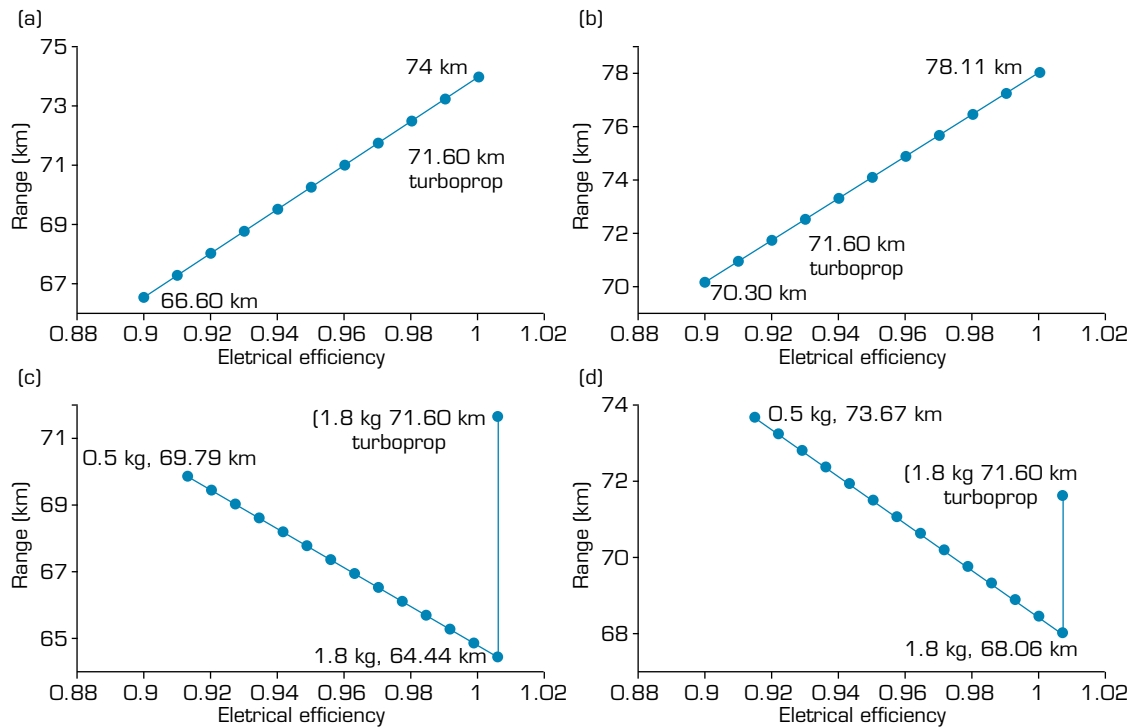 (a)
75
73
71
69
67
Range (km)
74 km
71.60 km
turboprop
66.60 km
0.88 0.9 0.92 0.94 0.96 0.98 1 1.02
Eletrical efficiency
(b)
78
76
74
72
70
Range (km)
78.11 km
71.60 km
turboprop
70.30 km
0.88 0.9 0.92 0.94 0.96 0.98 1 1.02
Eletrical efficiency
(c)
71
69
67
65
Range (km)
(1.8 kg 71.60 km
turboprop
0.5 kg, 69.79 km
1.8 kg, 64.44 km
0.88 0.9 0.92 0.94 0.96 0.98 1 1.02
Eletrical efficiency
(d)
74
72
70
68
Range (km)
0.5 kg, 73.67 km
(1.8 kg 71.60 km
turboprop
1.8 kg, 68.06 km
0.88 0.9 0.92 0.94 0.96 0.98 1 1.02
Eletrical efficiency